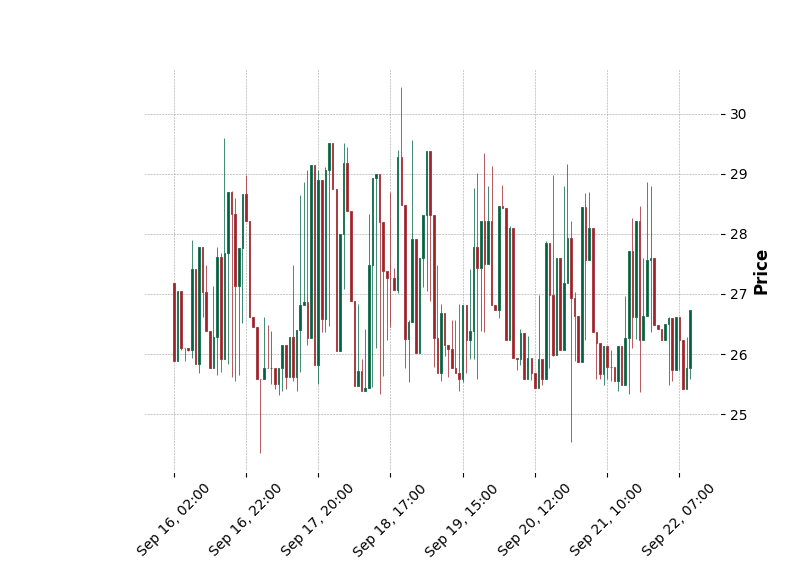 30
29
28
27
26
25
Price
Sep 16, 02:00
Sep 16, 22:00
Sep 17, 20:00
Sep 18, 17:00
Sep 19, 15:00
Sep 20, 12:00
Sep 21, 10:00
Sep 22, 07:00